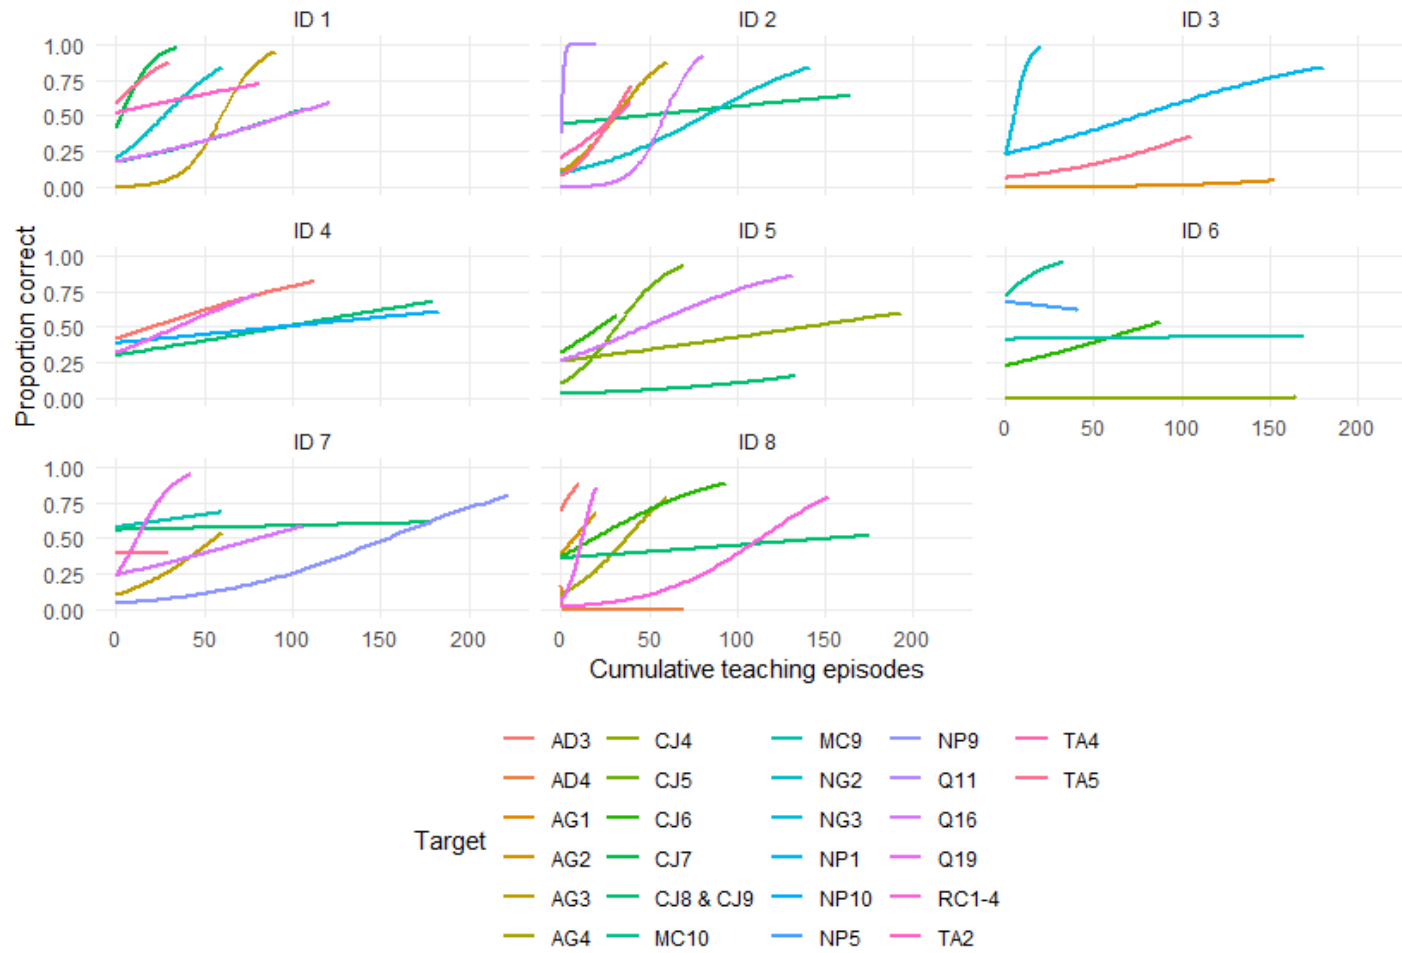 ID 1 ID 2 ID 3
1.00
0.75
0.50
0.25
0.00
ID 4 ID 5 ID 6
1.00
0.75
0.50
0.25
0.00
0 50 100 150 200
Proportion correct
ID 7 ID 8
1.00
0.75
0.50
0.25
0.00
0 50 100 150 200 0 50 100 150 200
Cumulative teaching episodes
Target
AD3 CJ4 MC9 NP9 TA4
AD4 CJ5 NG2 Q11 TA5
AG1 CJ6 NG3 Q16
AG2 CJ7 NP1 Q19
AG3 CJ8 & CJ9 NP10 RC1-4
AG4 MC10 NP5 TA2